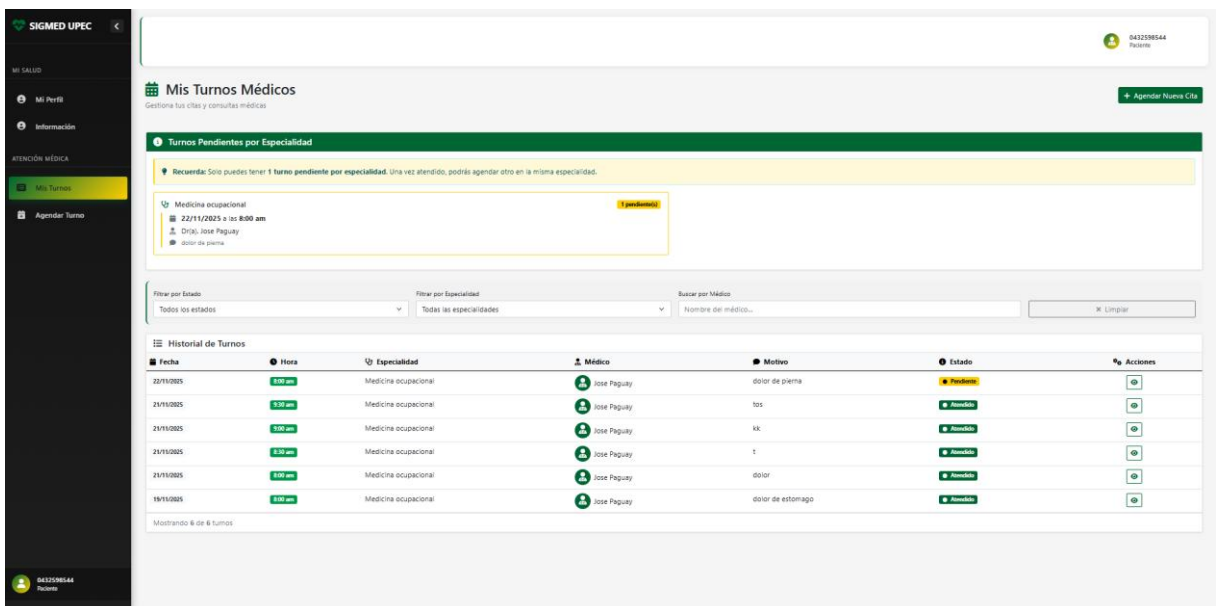 SIGMED UPEC
MI SALUD
Mi Perfil
Información
ATENCIÓN MÉDICA
Mis Turnos
Agendar Turno
0432598544
Paciente
0432598544
Paciente
Mis Turnos Médicos
Gestiona tus citas y consultas médicas
+ Agendar Nueva Cita
Turnos Pendientes por Especialidad
Recuerda: Solo puedes tener 1 turno pendiente por especialidad. Una vez atendido, podrás agendar otro en la misma especialidad.
Medicina ocupacional 1 pendiente(s)
22/11/2025 a las 8:00 am
Dr(a). Jose Paguay
dolor de pierna
Filtrar por Estado Filtrar por Especialidad Buscar por Médico
Todos los estados Todas las especialidades Nombre del médico... Limpiar
Historial de Turnos
Fecha Hora Especialidad Médico Motivo Estado Acciones
22/11/2025 8:00 am Medicina ocupacional Jose Paguay dolor de pierna Pendiente
21/11/2025 9:30 am Medicina ocupacional Jose Paguay tos Atendido
21/11/2025 9:00 am Medicina ocupacional Jose Paguay kk Atendido
21/11/2025 8:30 am Medicina ocupacional Jose Paguay t Atendido
21/11/2025 8:00 am Medicina ocupacional Jose Paguay dolor Atendido
19/11/2025 8:00 am Medicina ocupacional Jose Paguay dolor de estomago Atendido
Mostrando 6 de 6 turnos